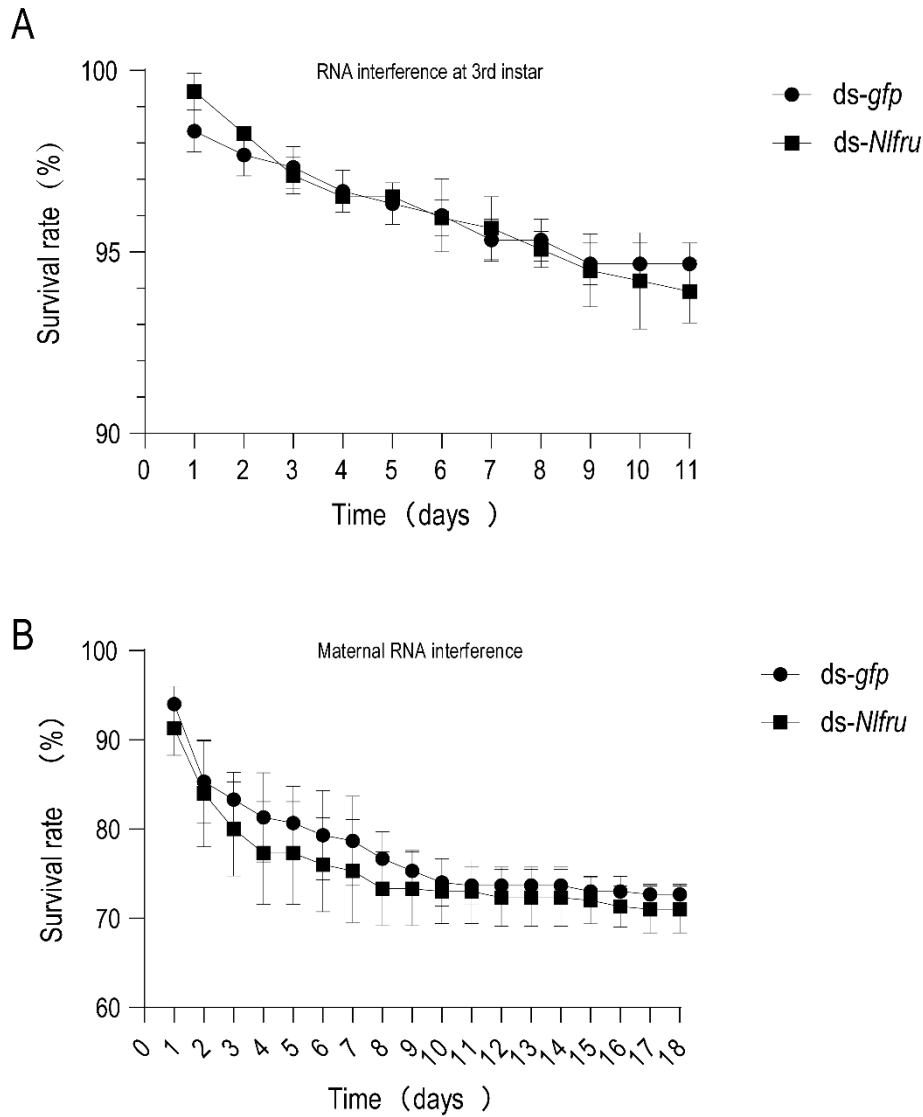 A
RNA interference at 3rd instar
ds-gfp
ds-Nlfru
Survival rate (%)
100
95
90
0 1 2 3 4 5 6 7 8 9 10 11
Time (days )
B
Maternal RNA interference
ds-gfp
ds-Nlfru
Survival rate (%)
100
90
80
70
60
0 1 2 3 4 5 6 7 8 9 10 11 12 13 14 15 16 17 18
Time (days )